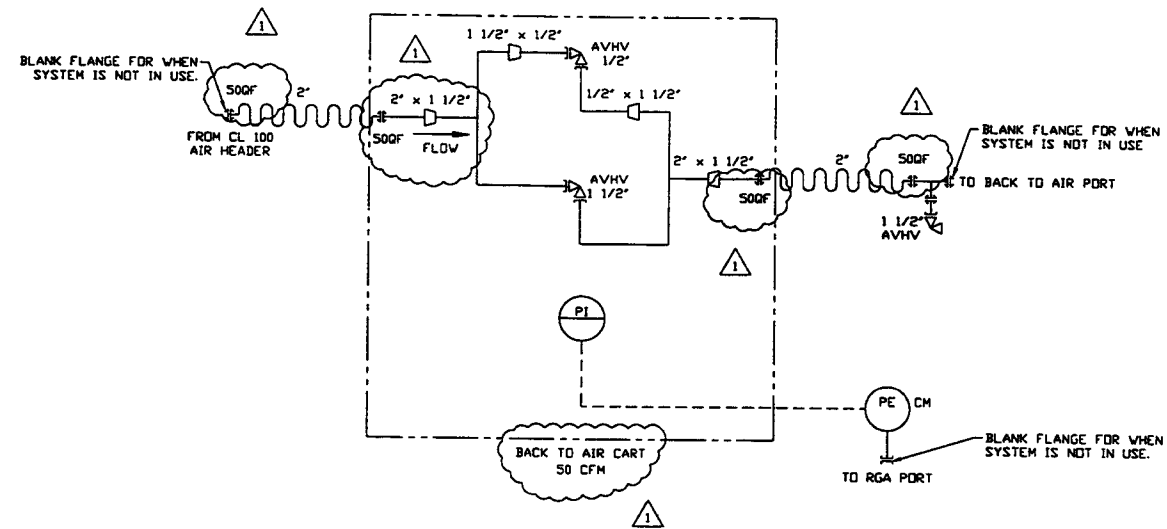 1
BLANK FLANGE FOR WHEN
SYSTEM IS NOT IN USE.
50QF
2"
FROM CL 100
AIR HEADER
1
2" x 1 1/2"
50QF
FLOW
1 1/2" x 1/2"
AVHV
1/2"
1/2" x 1 1/2"
AVHV
1 1/2"
2" x 1 1/2"
50QF
1
2"
1
50QF
BLANK FLANGE FOR WHEN
SYSTEM IS NOT IN USE
TO BACK TO AIR PORT
1 1/2"
AVHV
PI
PE
CM
BLANK FLANGE FOR WHEN
SYSTEM IS NOT IN USE.
TO RGA PORT
BACK TO AIR CART
50 CFM
1